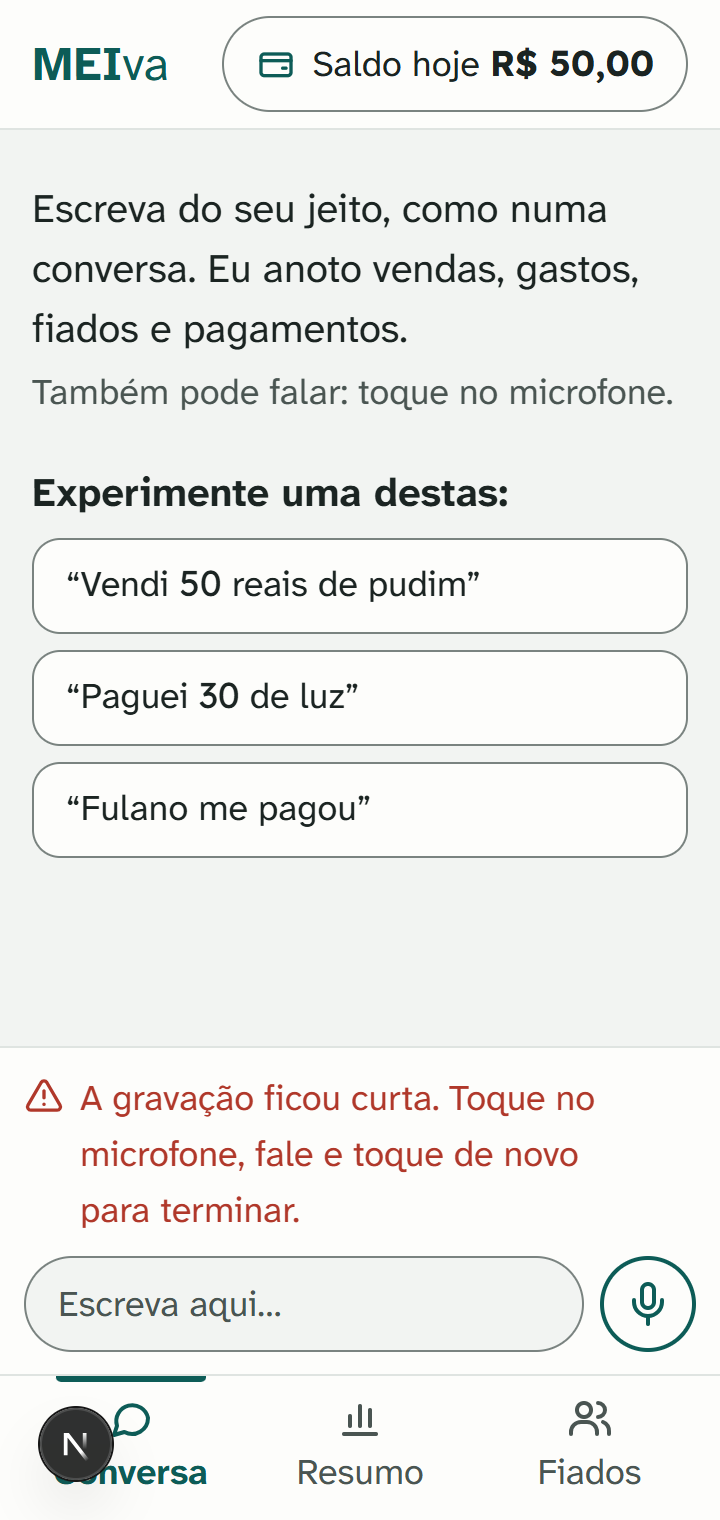 MEIva
Saldo hoje R$ 50,00
Escreva do seu jeito, como numa
conversa. Eu anoto vendas, gastos,
fiados e pagamentos.
Também pode falar: toque no microfone.
Experimente uma destas:
“Vendi 50 reais de pudim”
“Paguei 30 de luz”
“Fulano me pagou”
A gravação ficou curta. Toque no
microfone, fale e toque de novo
para terminar.
Escreva aqui...
N
Conversa
Resumo
Fiados